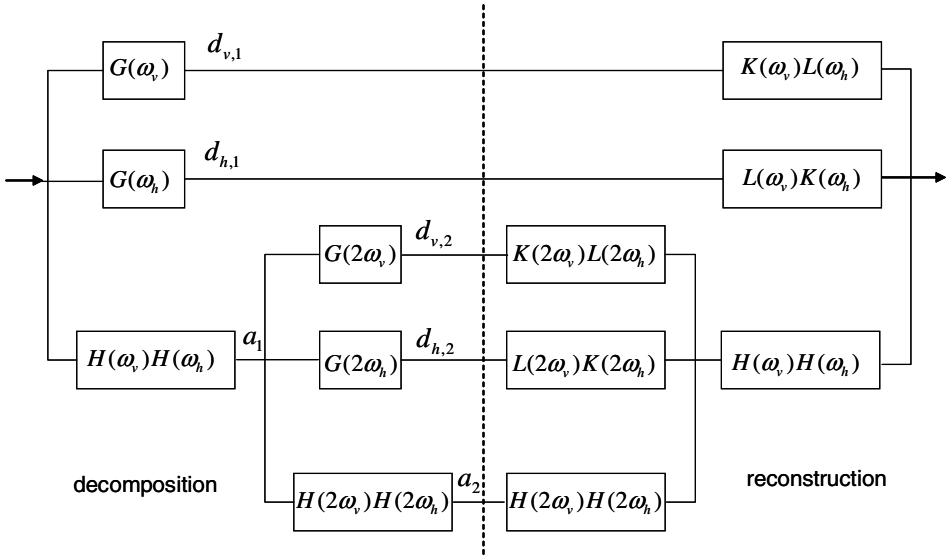 d_{v,1}
G(ω_v)
K(ω_v)L(ω_h)
d_{h,1}
G(ω_h)
L(ω_v)K(ω_h)
d_{v,2}
G(2ω_v)
K(2ω_v)L(2ω_h)
a_1
d_{h,2}
H(ω_v)H(ω_h)
G(2ω_h)
L(2ω_v)K(2ω_h)
H(ω_v)H(ω_h)
decomposition
a_2
reconstruction
H(2ω_v)H(2ω_h)
H(2ω_v)H(2ω_h)